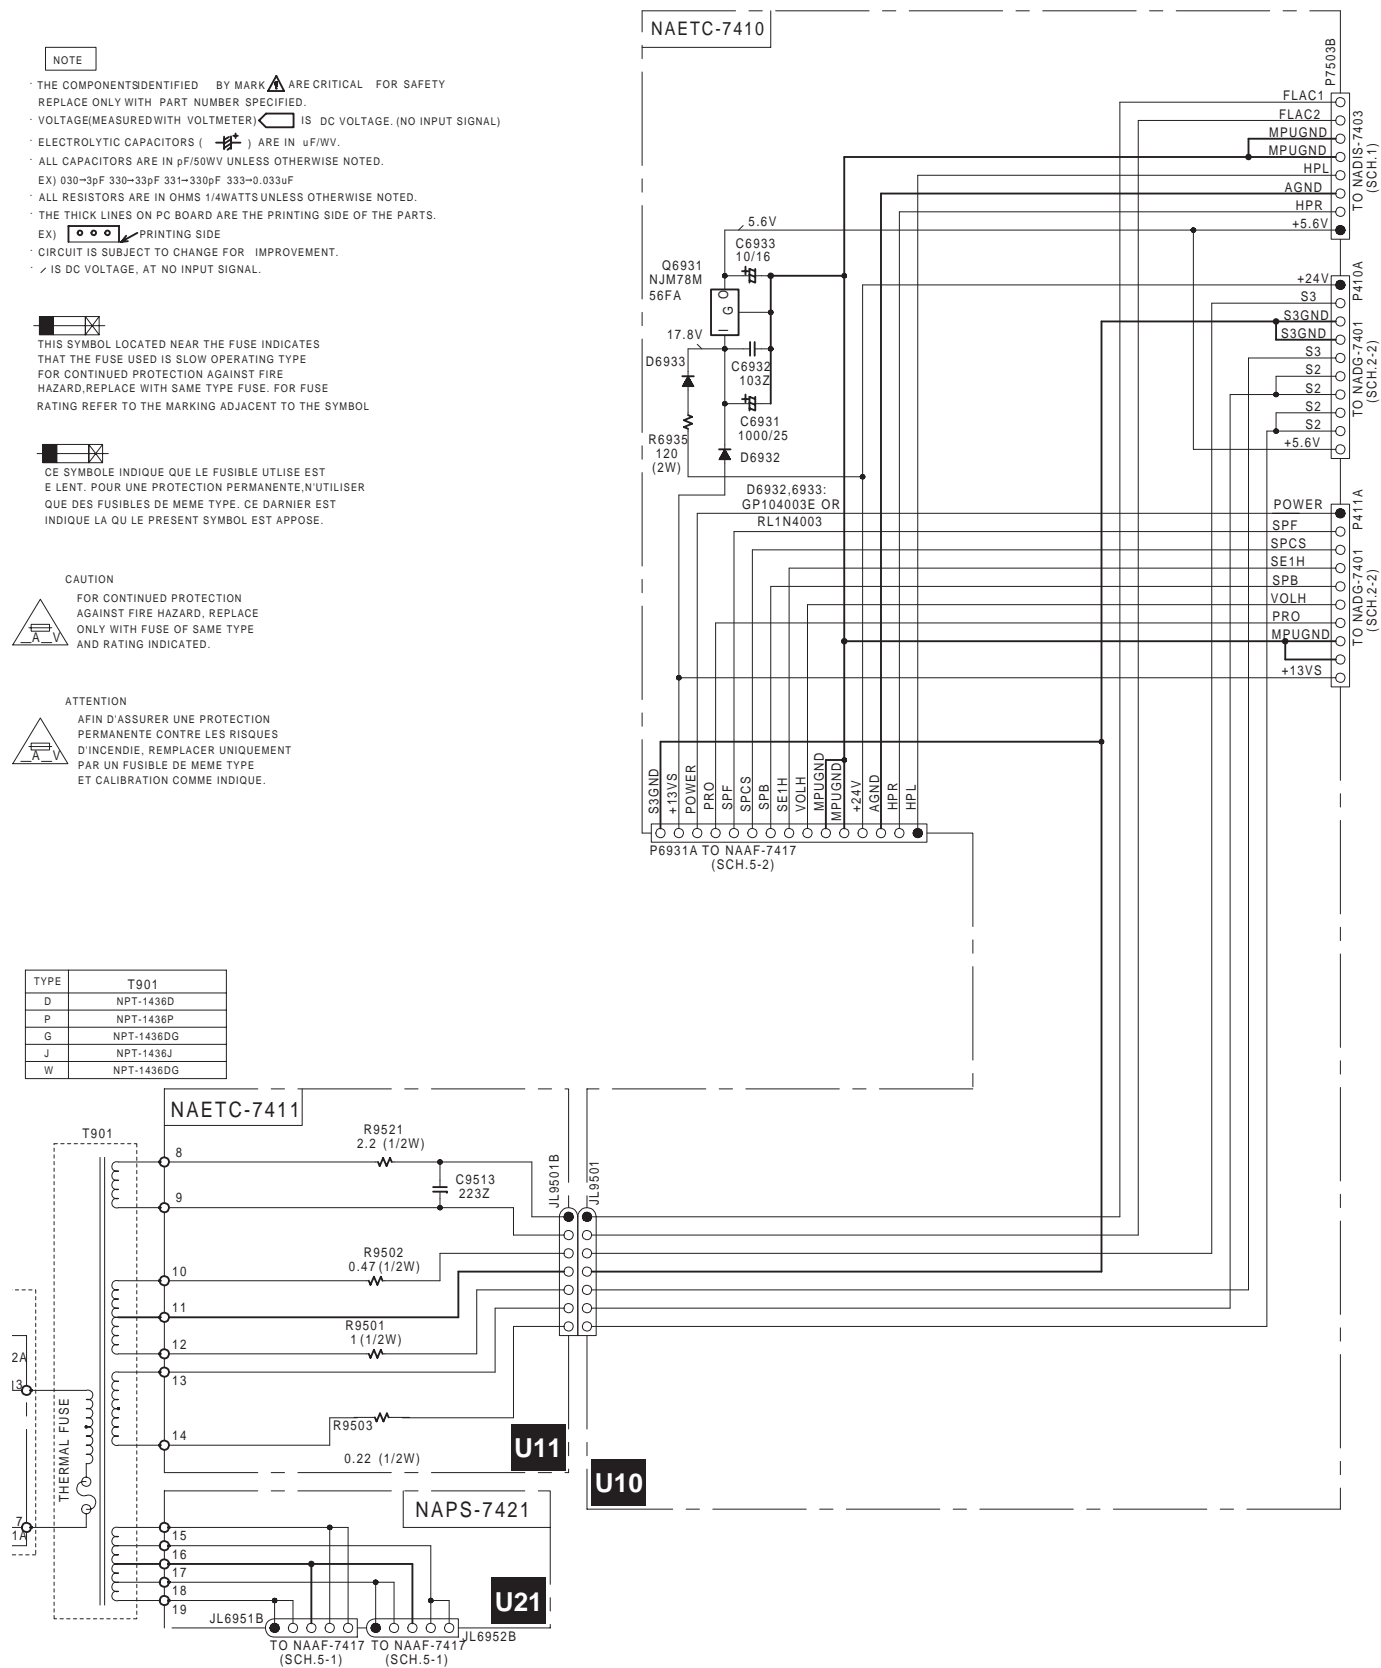 NOTE
· THE COMPONENTSIDENTIFIED BY MARK ARE CRITICAL FOR SAFETY
REPLACE ONLY WITH PART NUMBER SPECIFIED.
· VOLTAGE(MEASUREDWITH VOLTMETER) IS DC VOLTAGE. (NO INPUT SIGNAL)
· ELECTROLYTIC CAPACITORS ( + ) ARE IN uF/WV.
· ALL CAPACITORS ARE IN pF/50WV UNLESS OTHERWISE NOTED.
EX) 030→3pF 330→33pF 331→330pF 333→0.033uF
· ALL RESISTORS ARE IN OHMS 1/4WATTS UNLESS OTHERWISE NOTED.
· THE THICK LINES ON PC BOARD ARE THE PRINTING SIDE OF THE PARTS.
EX) PRINTING SIDE
· CIRCUIT IS SUBJECT TO CHANGE FOR IMPROVEMENT.
· ⁄ IS DC VOLTAGE, AT NO INPUT SIGNAL.
THIS SYMBOL LOCATED NEAR THE FUSE INDICATES
THAT THE FUSE USED IS SLOW OPERATING TYPE
FOR CONTINUED PROTECTION AGAINST FIRE
HAZARD,REPLACE WITH SAME TYPE FUSE. FOR FUSE
RATING REFER TO THE MARKING ADJACENT TO THE SYMBOL
CE SYMBOLE INDIQUE QUE LE FUSIBLE UTLISE EST
E LENT. POUR UNE PROTECTION PERMANENTE,N'UTILISER
QUE DES FUSIBLES DE MEME TYPE. CE DARNIER EST
INDIQUE LA QU LE PRESENT SYMBOL EST APPOSE.
CAUTION
FOR CONTINUED PROTECTION
AGAINST FIRE HAZARD, REPLACE
ONLY WITH FUSE OF SAME TYPE
AND RATING INDICATED.
A V
ATTENTION
AFIN D'ASSURER UNE PROTECTION
PERMANENTE CONTRE LES RISQUES
D'INCENDIE, REMPLACER UNIQUEMENT
PAR UN FUSIBLE DE MEME TYPE
ET CALIBRATION COMME INDIQUE.
A V
NAETC-7410
P7503B
FLAC1
FLAC2
MPUGND
MPUGND
HPL
AGND
HPR
+5.6V
TO NADIS-7403
(SCH.1)
5.6V
C6933
10/16
+
Q6931
NJM78M
56FA
O
G
I
17.8V
D6933
C6932
103Z
+
C6931
1000/25
R6935
120
(2W)
D6932
D6932,6933:
GP104003E OR
RL1N4003
P410A
+24V
S3
S3GND
S3GND
S3
S2
S2
S2
S2
+5.6V
TO NADG-7401
(SCH.2-2)
P411A
POWER
SPF
SPCS
SE1H
SPB
VOLH
PRO
MPUGND
+13VS
TO NADG-7401
(SCH.2-2)
S3GND
+13VS
POWER
PRO
SPF
SPCS
SPB
SE1H
VOLH
MPUGND
MPUGND
+24V
AGND
HPR
HPL
P6931A TO NAAF-7417
(SCH.5-2)
TYPE T901
D NPT-1436D
P NPT-1436P
G NPT-1436DG
J NPT-1436J
W NPT-1436DG
NAETC-7411
T901
8
R9521
2.2 (1/2W)
C9513
223Z
9
JL9501B
JL9501
10
R9502
0.47(1/2W)
11
R9501
1(1/2W)
12
13
14
R9503
0.22 (1/2W)
2A
13
THERMAL FUSE
7
1A
U11
U10
NAPS-7421
15
16
17
18
19
U21
JL6951B
JL6952B
TO NAAF-7417
(SCH.5-1)
TO NAAF-7417
(SCH.5-1)